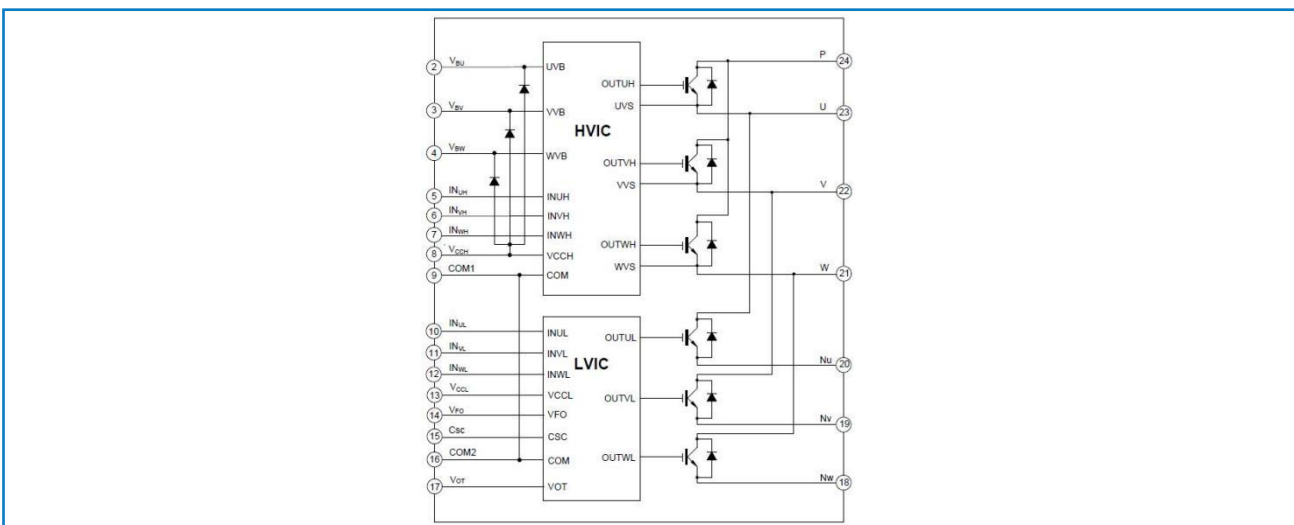 2 VBU UVB
OUTUH
P 24
UVS
U 23
3 VBV VVB
HVIC
4 VBW WVB
OUTVH
VVS
V 22
5 INUH INUH
6 INVH INVH
7 INWH INWH
OUTWH
8 VCCH VCCH
WVS
W 21
9 COM1 COM
10 INUL INUL
OUTUL
11 INVL INVL
LVIC
Nu 20
12 INWL INWL
13 VCCL VCCL
OUTVL
14 VFO VFO
Nv 19
15 Csc CSC
16 COM2 COM
OUTWL
17 VOT VOT
Nw 18